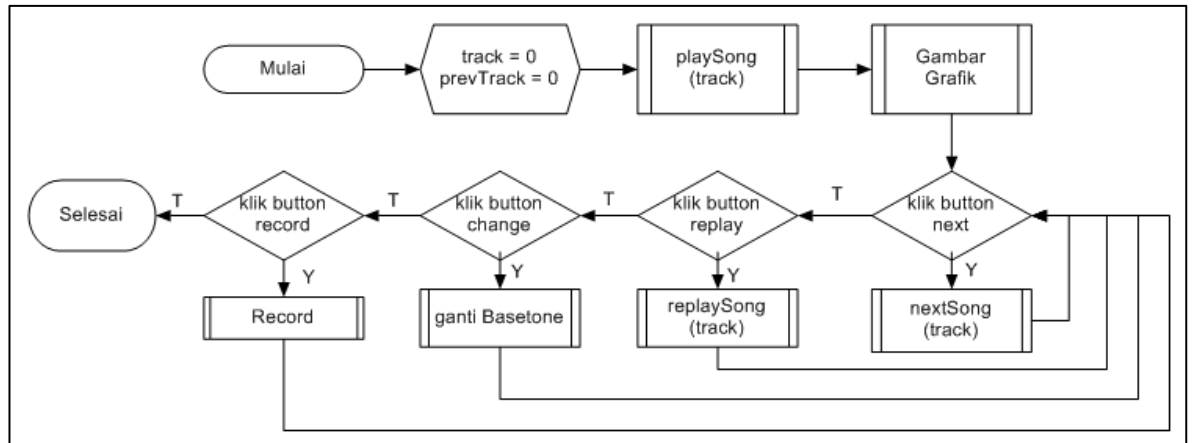 Mulai
track = 0
prevTrack = 0
playSong
(track)
Gambar
Grafik
Selesai
T
klik button
record
T
klik button
change
T
klik button
replay
T
klik button
next
Y
Y
Y
Y
Record
ganti Basetone
replaySong
(track)
nextSong
(track)